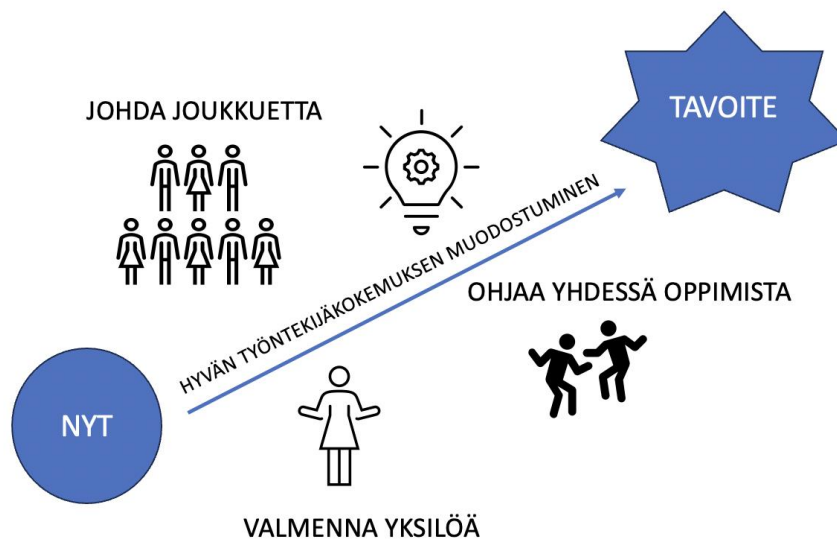 JOHDA JOUKKUETTA
TAVOITE
HYVÄN TYÖNTEKIJÄKOKEMUKSEN MUODOSTUMINEN
OHJAA YHDESSÄ OPPIMISTA
NYT
VALMENNA YKSILÖÄ